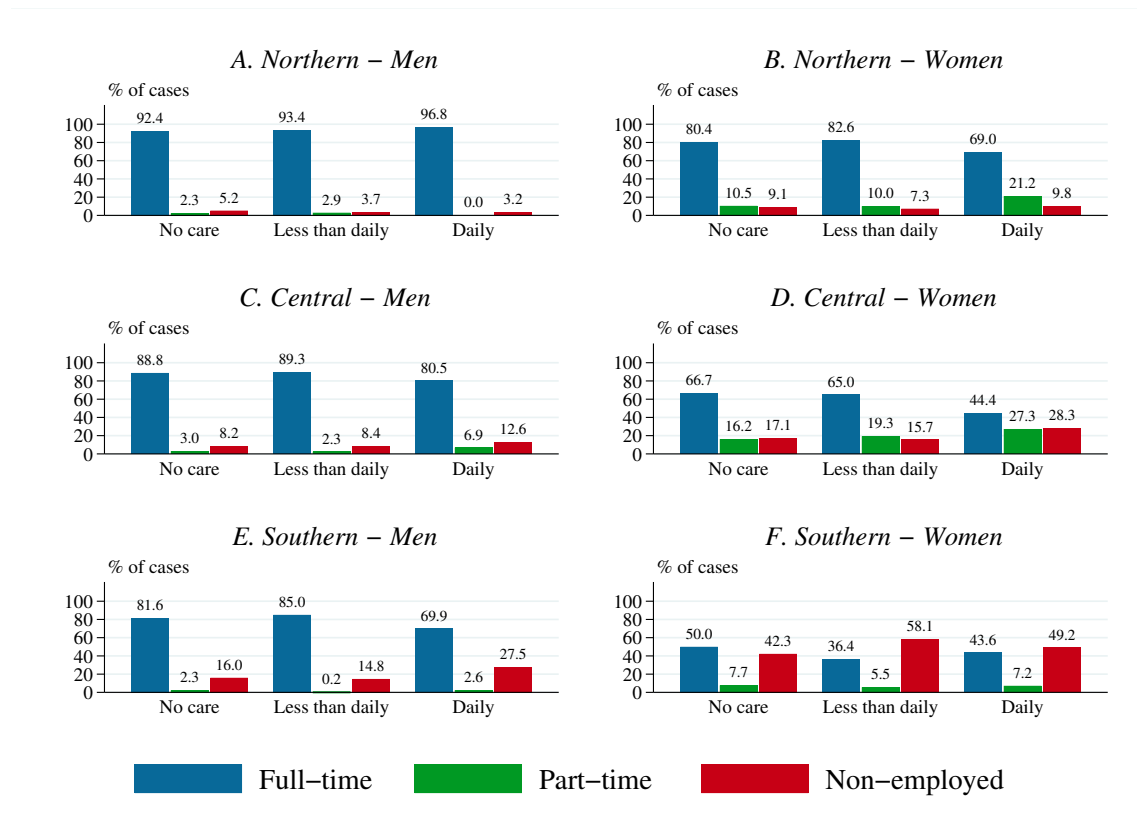 A. Northern – Men
% of cases
100
80
60
40
20
0
92.4 2.3 5.2
93.4 2.9 3.7
96.8 0.0 3.2
No care Less than daily Daily
B. Northern – Women
% of cases
100
80
60
40
20
0
80.4 10.5 9.1
82.6 10.0 7.3
69.0 21.2 9.8
No care Less than daily Daily
C. Central – Men
% of cases
100
80
60
40
20
0
88.8 3.0 8.2
89.3 2.3 8.4
80.5 6.9 12.6
No care Less than daily Daily
D. Central – Women
% of cases
100
80
60
40
20
0
66.7 16.2 17.1
65.0 19.3 15.7
44.4 27.3 28.3
No care Less than daily Daily
E. Southern – Men
% of cases
100
80
60
40
20
0
81.6 2.3 16.0
85.0 0.2 14.8
69.9 2.6 27.5
No care Less than daily Daily
F. Southern – Women
% of cases
100
80
60
40
20
0
50.0 7.7 42.3
36.4 5.5 58.1
43.6 7.2 49.2
No care Less than daily Daily
Full–time Part–time Non–employed